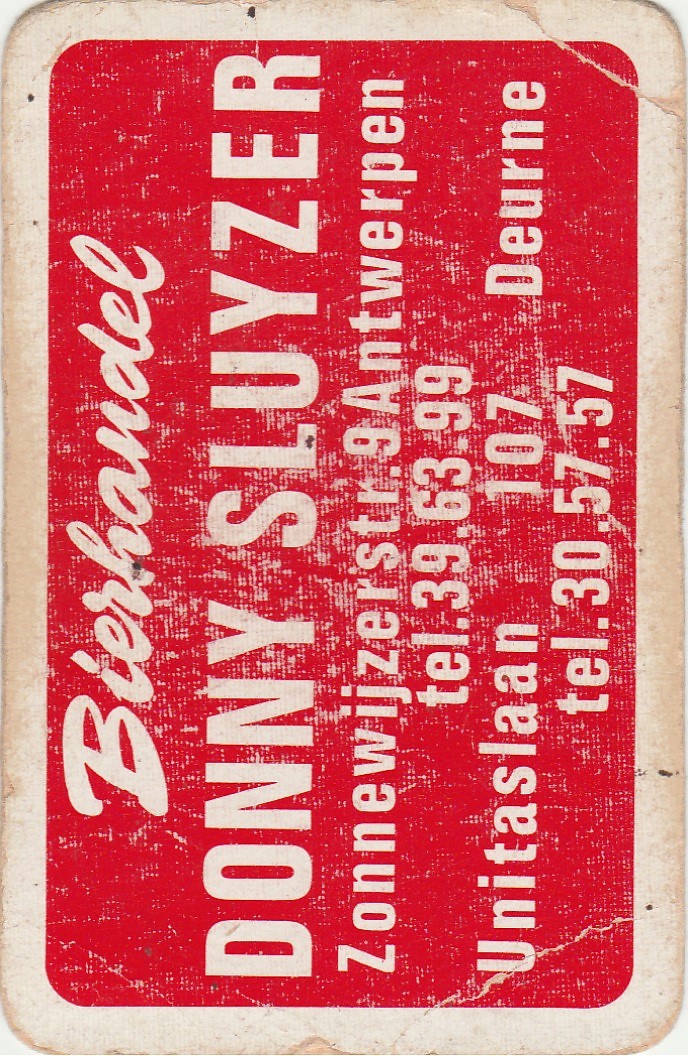 Bierhandel
DONNY SLUYZER
Zonnewijzerstr.9 Antwerpen
tel.39.63.99
Unitaslaan 107 Deurne
tel.30.57.57